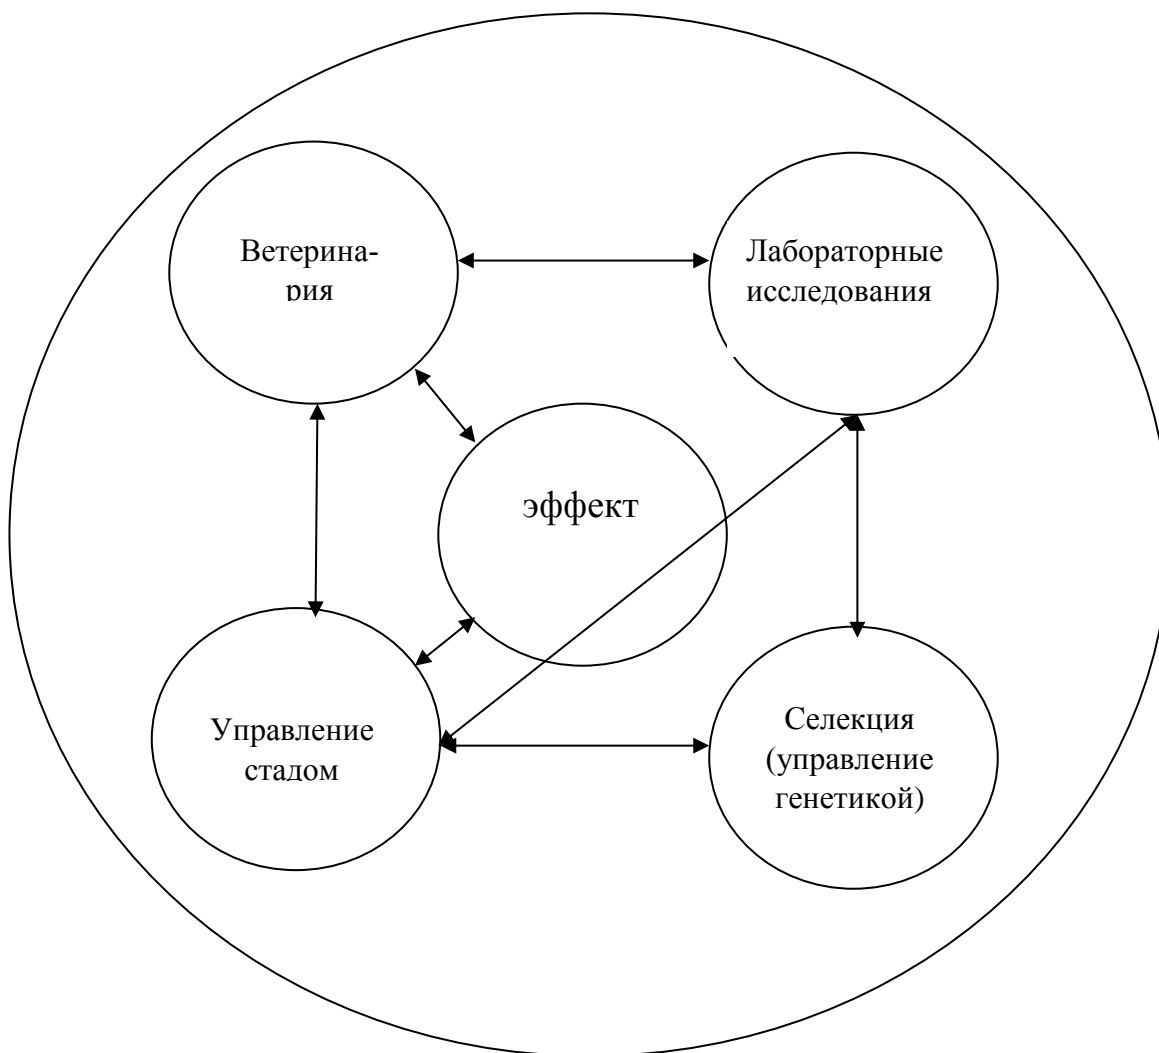 Ветерина-
рия
Лабораторные
исследования
эффект
Управление
стадом
Селекция
(управление
генетикой)